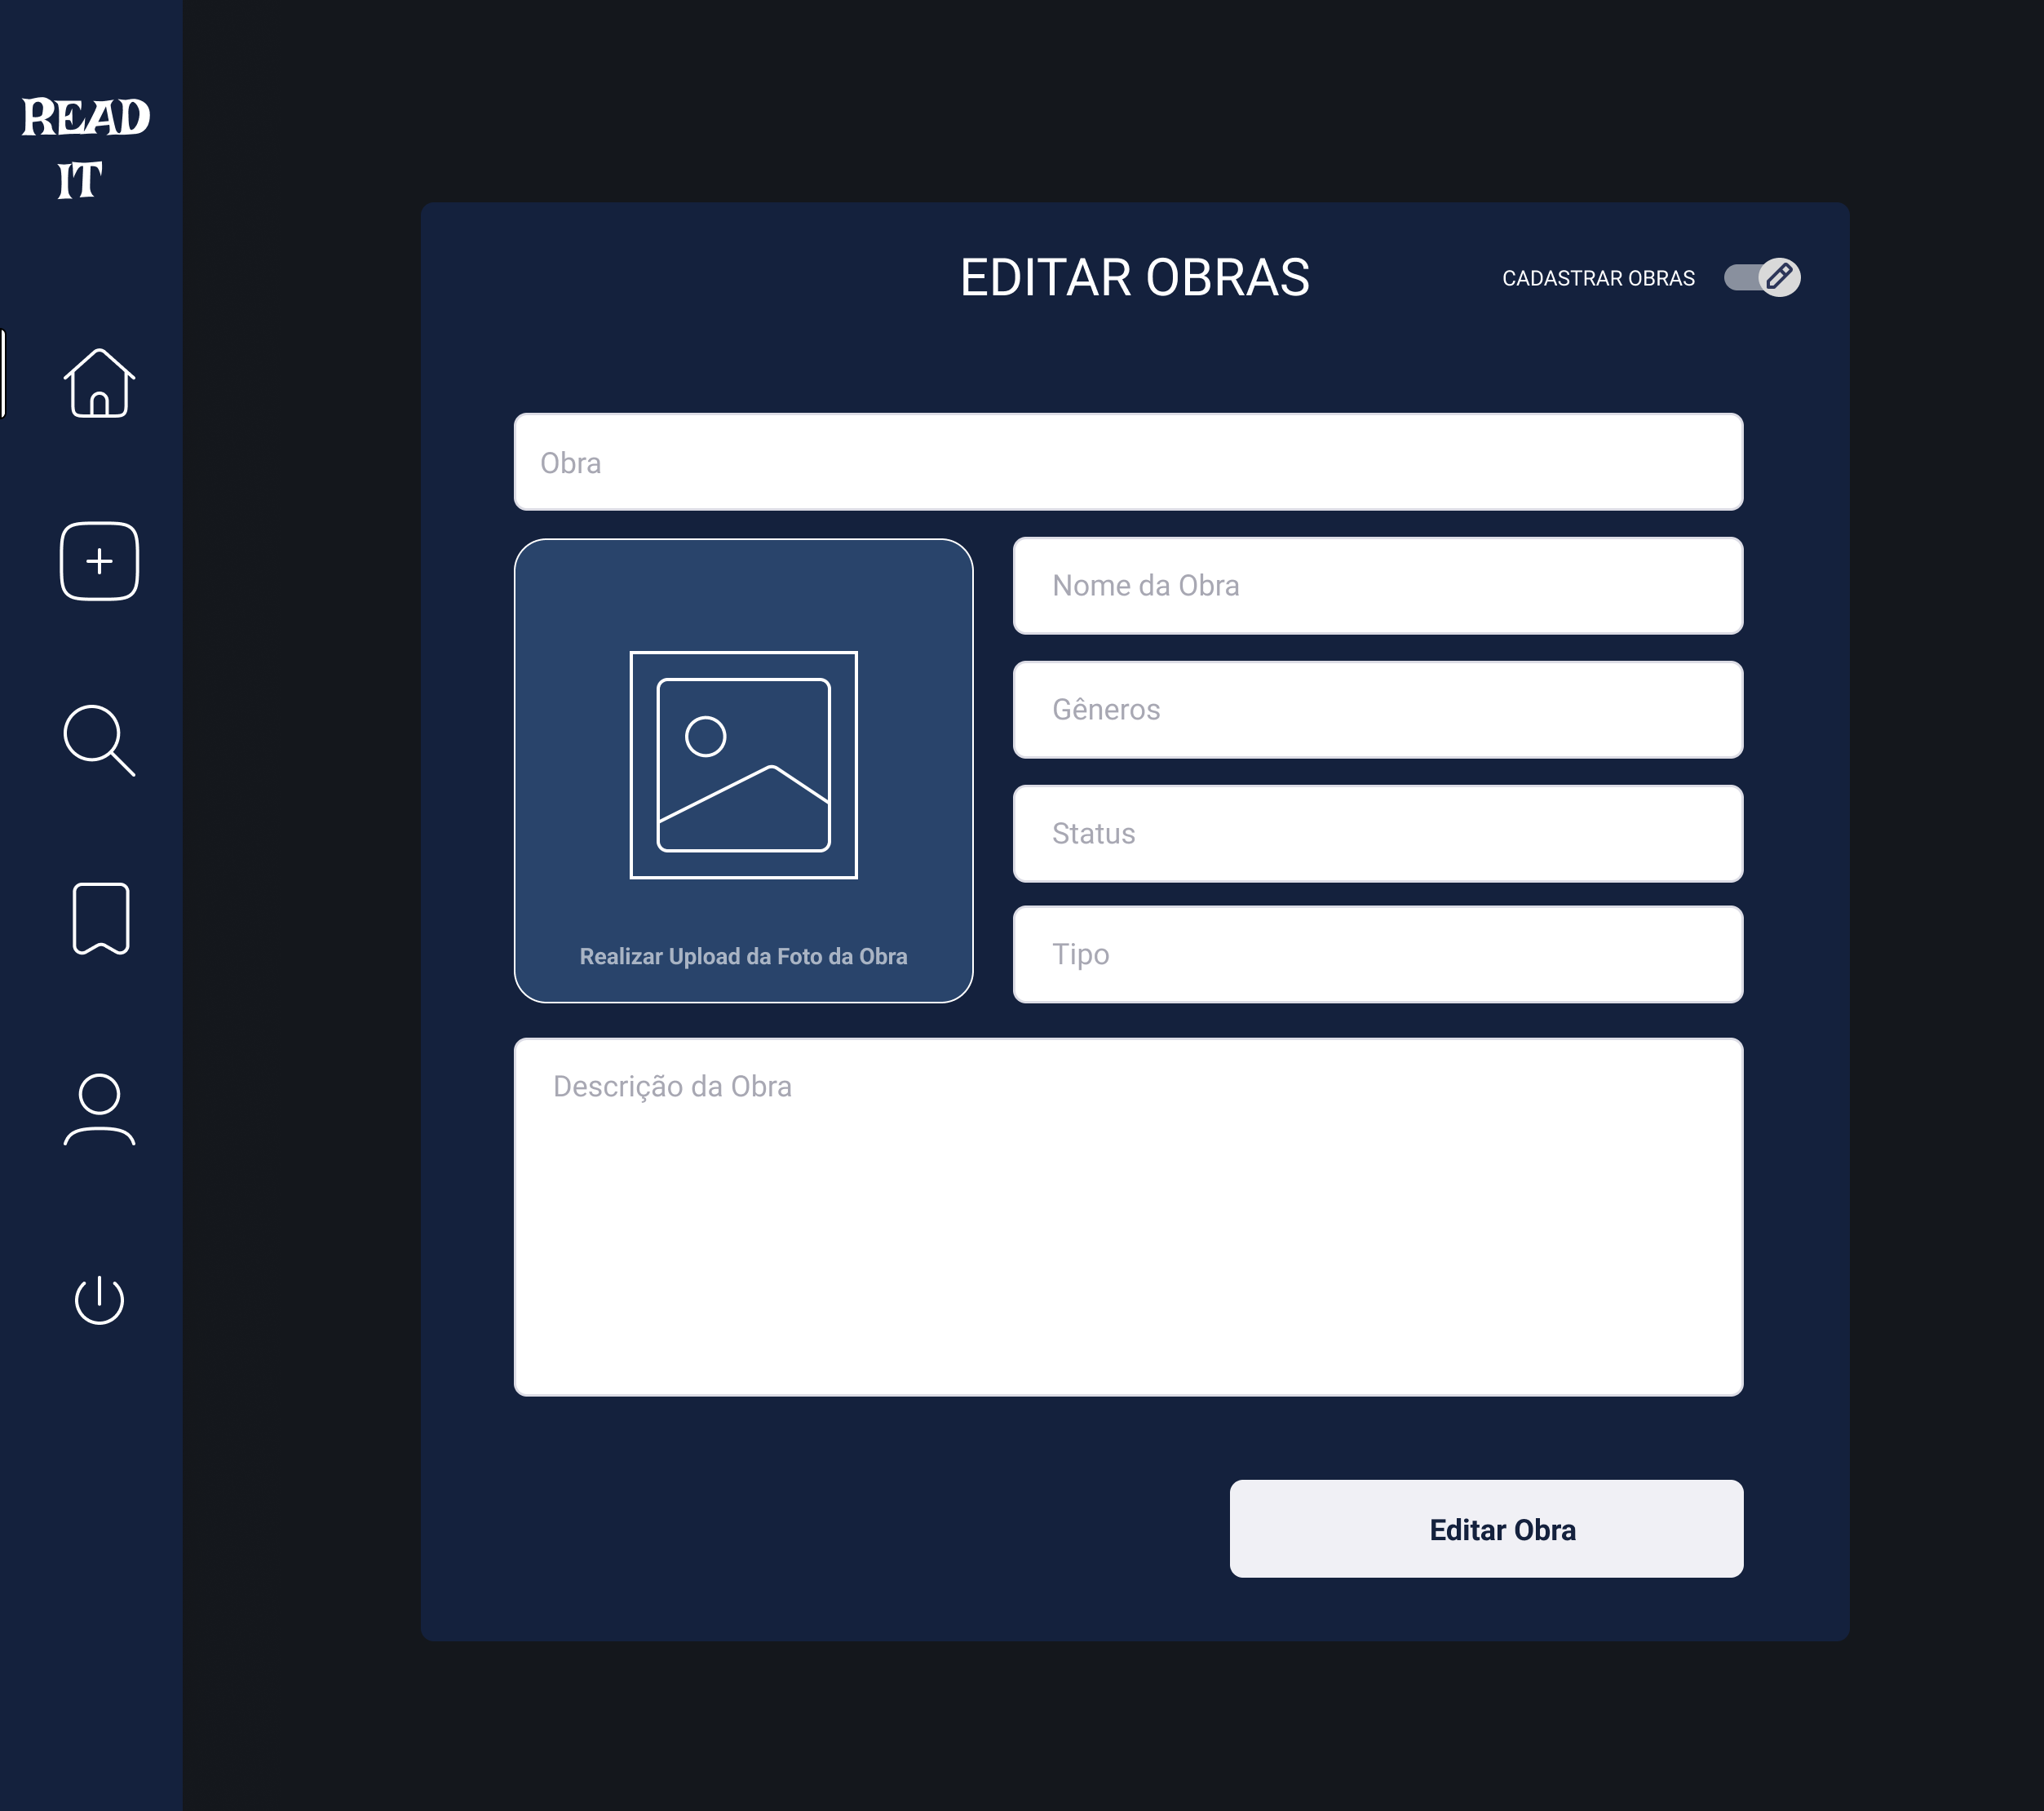 READ
IT
EDITAR OBRAS
CADASTRAR OBRAS
Obra
Nome da Obra
Gêneros
Status
Tipo
Realizar Upload da Foto da Obra
Descrição da Obra
Editar Obra